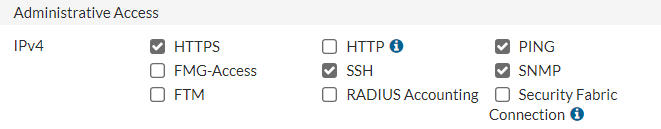 Administrative Access
IPv4 HTTPS HTTP PING
FMG-Access SSH SNMP
FTM RADIUS Accounting Security Fabric
Connection